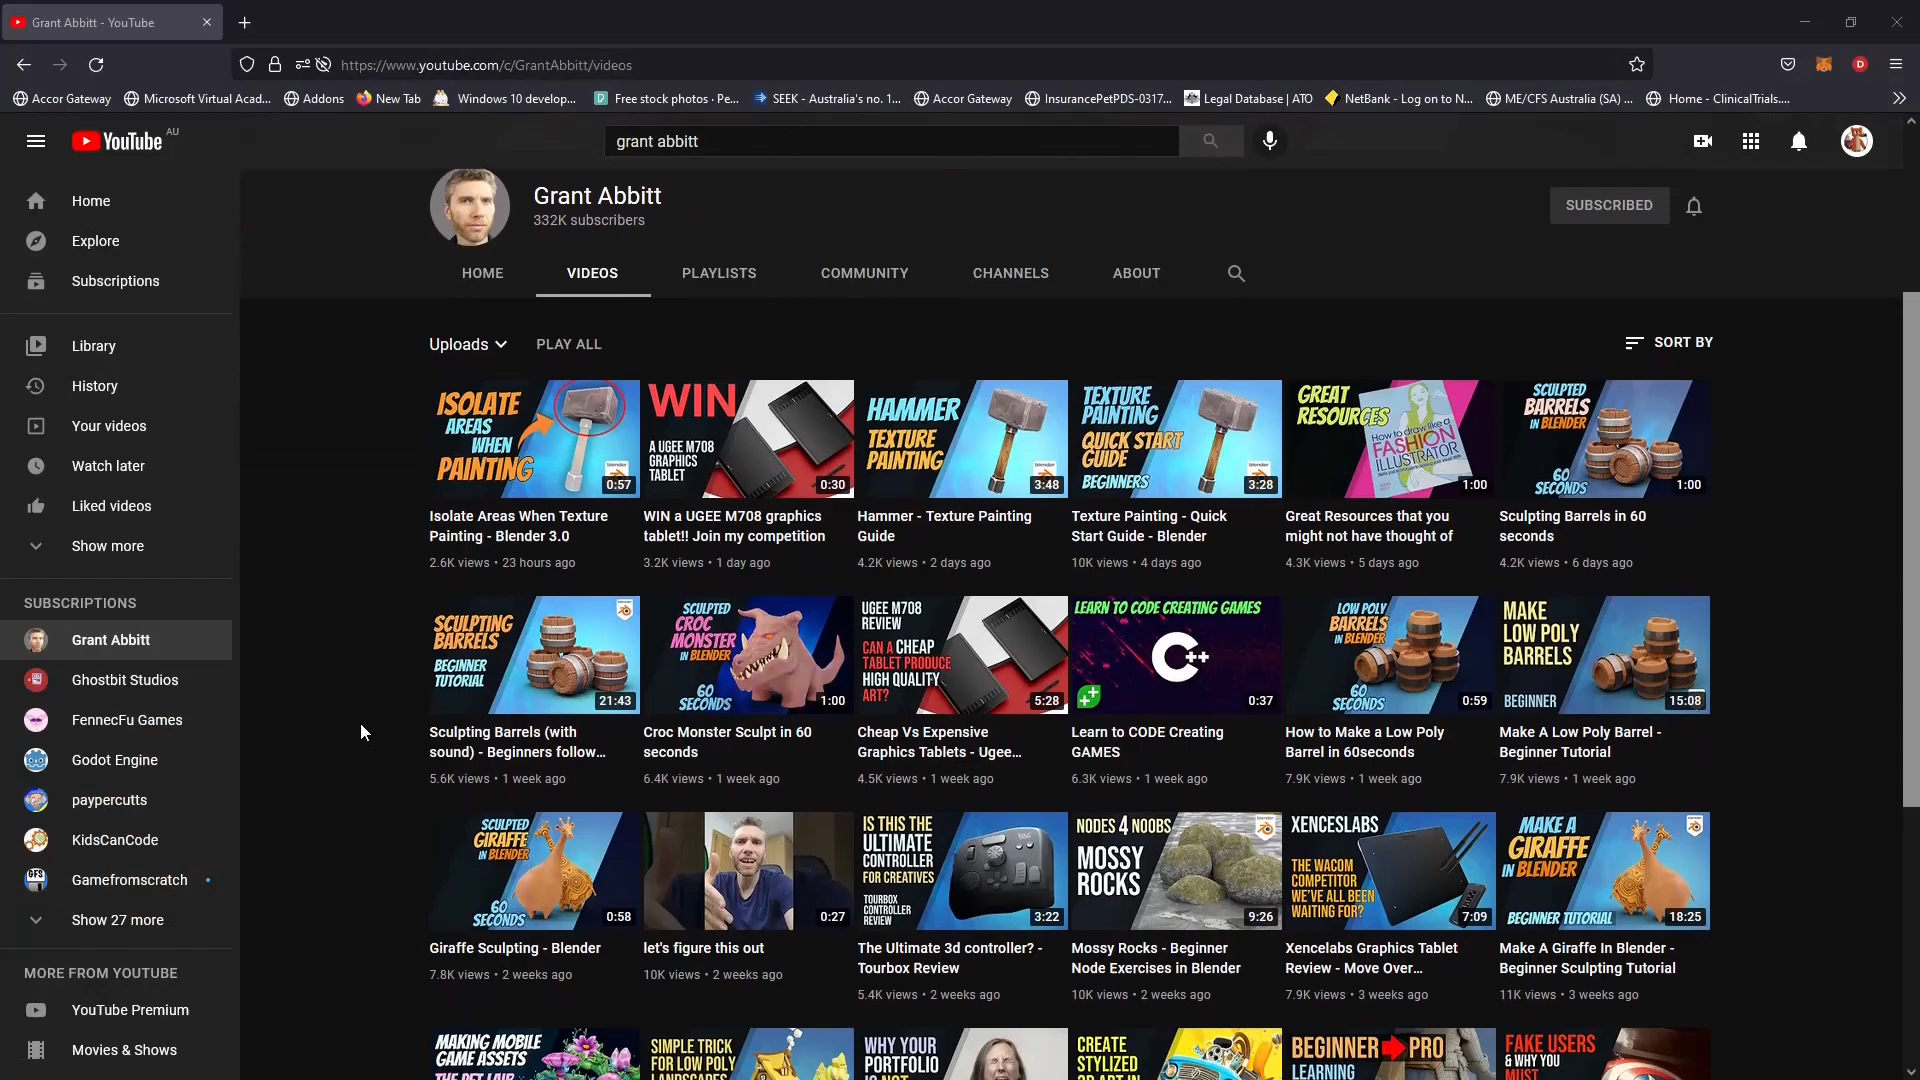 Grant Abbitt - YouTube
https://www.youtube.com/c/GrantAbbitt/videos
Accor Gateway
Microsoft Virtual Acad...
Addons
New Tab
Windows 10 develop...
Free stock photos · Pe...
SEEK - Australia's no. 1...
Accor Gateway
InsurancePetPDS-0317...
Legal Database | ATO
NetBank - Log on to N...
ME/CFS Australia (SA) ...
Home - ClinicalTrials....
YouTube AU
grant abbitt
Home
Explore
Subscriptions
Library
History
Your videos
Watch later
Liked videos
Show more
SUBSCRIPTIONS
Grant Abbitt
Ghostbit Studios
FennecFu Games
Godot Engine
paypercutts
KidsCanCode
Gamefromscratch
Show 27 more
MORE FROM YOUTUBE
YouTube Premium
Movies & Shows
Grant Abbitt
332K subscribers
SUBSCRIBED
HOME
VIDEOS
PLAYLISTS
COMMUNITY
CHANNELS
ABOUT
Uploads
PLAY ALL
SORT BY
ISOLATE
AREAS
WHEN
PAINTING
blender
0:57
Isolate Areas When Texture
Painting - Blender 3.0
2.6K views • 23 hours ago
WIN
A UGEE M708
GRAPHICS
TABLET
0:30
WIN a UGEE M708 graphics
tablet!! Join my competition
3.2K views • 1 day ago
HAMMER
TEXTURE
PAINTING
blender
3:48
Hammer - Texture Painting
Guide
4.2K views • 2 days ago
TEXTURE
PAINTING
QUICK START
GUIDE
BEGINNERS
blender
3:28
Texture Painting - Quick
Start Guide - Blender
10K views • 4 days ago
GREAT
RESOURCES
How to draw like a
FASHION
ILLUSTRATOR
1:00
Great Resources that you
might not have thought of
4.3K views • 5 days ago
SCULPTED
BARRELS
IN BLENDER
60
SECONDS
1:00
Sculpting Barrels in 60
seconds
4.2K views • 6 days ago
SCULPTING
BARRELS
BEGINNER
TUTORIAL
21:43
Sculpting Barrels (with
sound) - Beginners follow...
5.6K views • 1 week ago
SCULPTED
CROC
MONSTER
IN BLENDER
60
SECONDS
1:00
Croc Monster Sculpt in 60
seconds
6.4K views • 1 week ago
UGEE M708
REVIEW
CAN A CHEAP
TABLET PRODUCE
HIGH QUALITY
ART?
5:28
Cheap Vs Expensive
Graphics Tablets - Ugee...
4.5K views • 1 week ago
LEARN TO CODE CREATING GAMES
C++
0:37
Learn to CODE Creating
GAMES
6.3K views • 1 week ago
LOW POLY
BARRELS
IN BLENDER
60
SECONDS
0:59
How to Make a Low Poly
Barrel in 60seconds
7.9K views • 1 week ago
MAKE
LOW POLY
BARRELS
BEGINNER
15:08
Make A Low Poly Barrel -
Beginner Tutorial
7.9K views • 1 week ago
SCULPTED
GIRAFFE
IN BLENDER
60
SECONDS
0:58
Giraffe Sculpting - Blender
7.8K views • 2 weeks ago
0:27
let's figure this out
10K views • 2 weeks ago
IS THIS THE
ULTIMATE
CONTROLLER
FOR CREATIVES
TOURBOX
CONTROLLER
REVIEW
3:22
The Ultimate 3d controller? -
Tourbox Review
5.4K views • 2 weeks ago
NODES 4 NOOBS
MOSSY
ROCKS
9:26
Mossy Rocks - Beginner
Node Exercises in Blender
10K views • 2 weeks ago
XENCESLABS
THE WACOM
COMPETITOR
WE'VE ALL BEEN
WAITING FOR?
7:09
Xencelabs Graphics Tablet
Review - Move Over...
7.9K views • 3 weeks ago
MAKE A
GIRAFFE
IN BLENDER
BEGINNER TUTORIAL
18:25
Make A Giraffe In Blender -
Beginner Sculpting Tutorial
11K views • 3 weeks ago
MAKING MOBILE
GAME ASSETS
THE PET LAIR
SIMPLE TRICK
FOR LOW POLY
LANDSCAPES
WHY YOUR
PORTFOLIO
IS NOT
CREATE
STYLIZED
3D ART IN
BEGINNER PRO
LEARNING
FAKE USERS
& WHY YOU
MUST